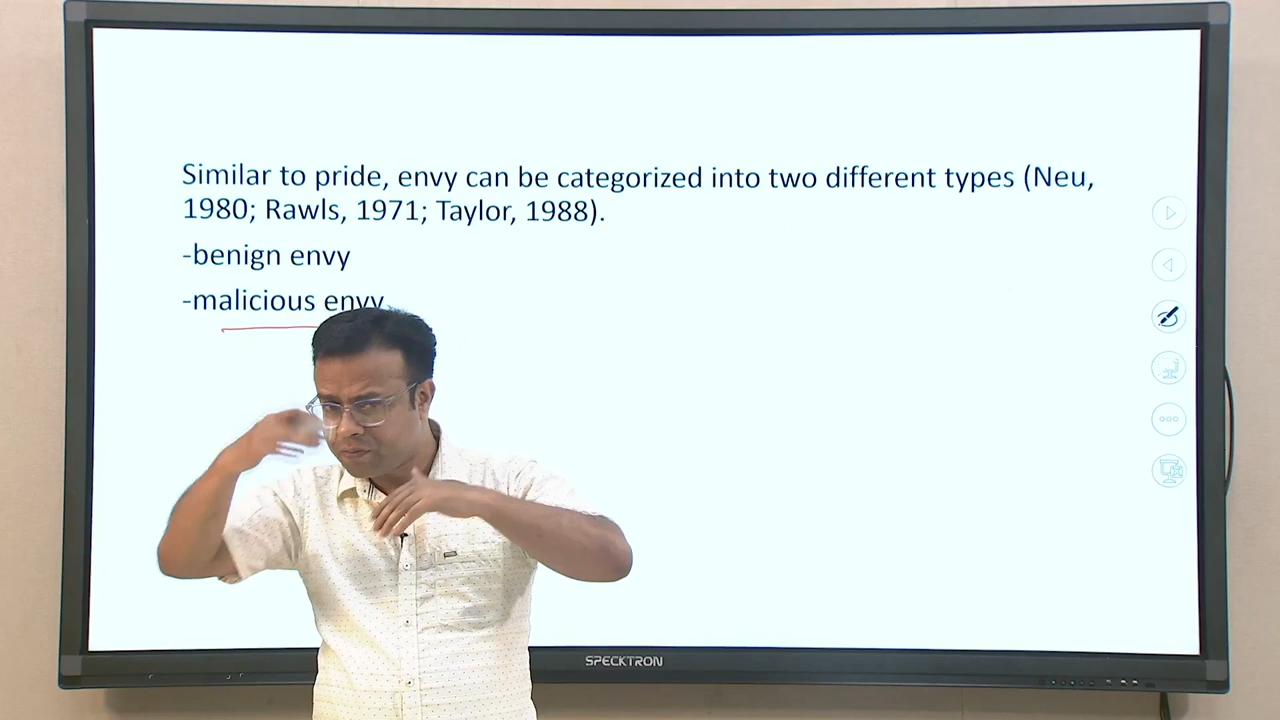 Similar to pride, envy can be categorized into two different types (Neu,
1980; Rawls, 1971; Taylor, 1988).
-benign envy
-malicious envy
SPECKTRON